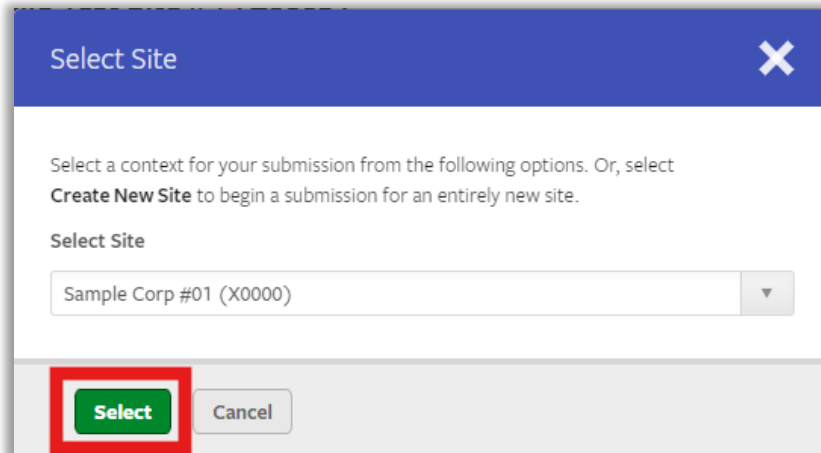 Select Site
Select a context for your submission from the following options. Or, select
Create New Site to begin a submission for an entirely new site.
Select Site
Sample Corp #01 (X0000)
Select Cancel